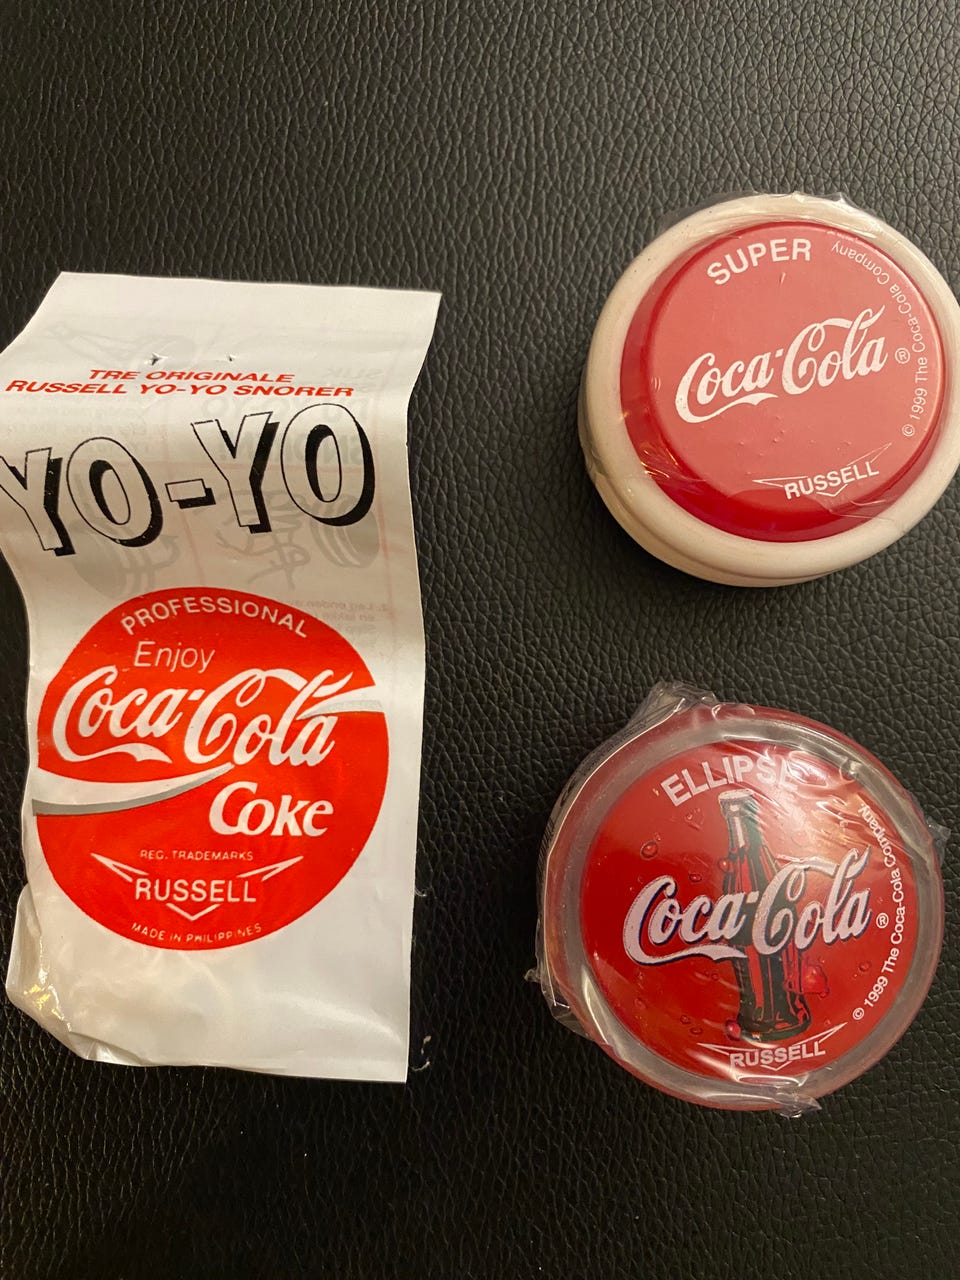 TRE ORIGINALE
RUSSELL YO-YO SNORER
YO-YO
PROFESSIONAL
Enjoy
Coca-Cola
Coke
REG. TRADEMARKS
RUSSELL
MADE IN PHILIPPINES
SUPER
Coca-Cola ®
RUSSELL
© 1999 The Coca-Cola Company
ELLIPSE
Coca-Cola ®
RUSSELL
© 1999 The Coca-Cola Company.